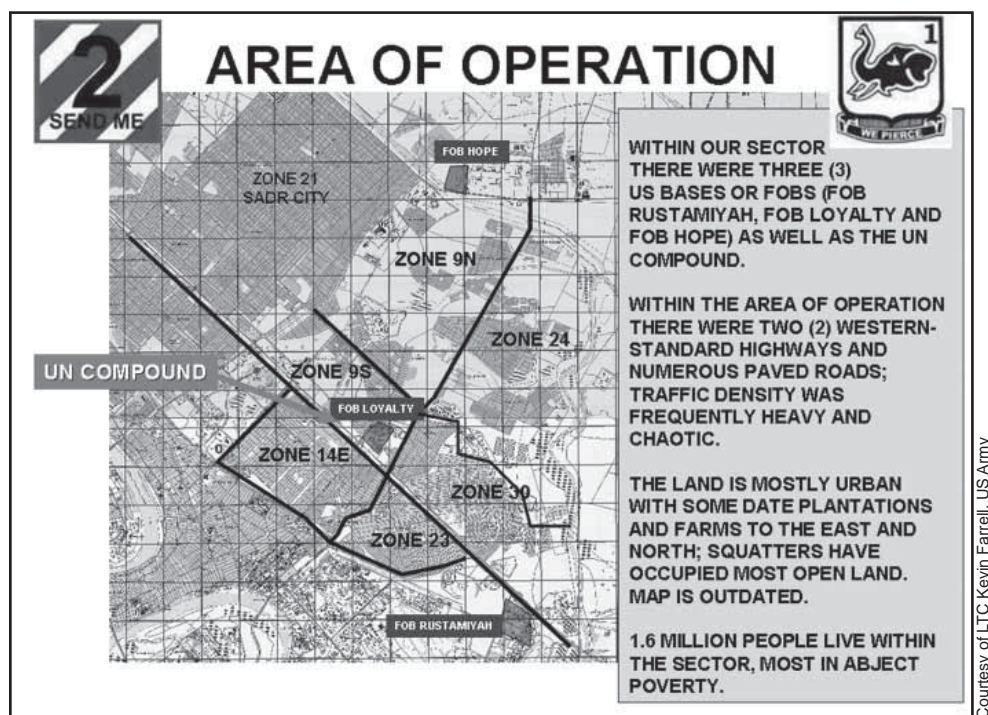 2
SEND ME
AREA OF OPERATION
1
WE PIERCE
FOB HOPE
ZONE 21
SADR CITY
ZONE 9N
ZONE 24
UN COMPOUND
ZONE 9S
FOB LOYALTY
ZONE 14E
ZONE 30
ZONE 23
FOB RUSTAMIYAH
WITHIN OUR SECTOR
THERE WERE THREE (3)
US BASES OR FOBS (FOB
RUSTAMIYAH, FOB LOYALTY AND
FOB HOPE) AS WELL AS THE UN
COMPOUND.
WITHIN THE AREA OF OPERATION
THERE WERE TWO (2) WESTERN-
STANDARD HIGHWAYS AND
NUMEROUS PAVED ROADS;
TRAFFIC DENSITY WAS
FREQUENTLY HEAVY AND
CHAOTIC.
THE LAND IS MOSTLY URBAN
WITH SOME DATE PLANTATIONS
AND FARMS TO THE EAST AND
NORTH; SQUATTERS HAVE
OCCUPIED MOST OPEN LAND.
MAP IS OUTDATED.
1.6 MILLION PEOPLE LIVE WITHIN
THE SECTOR, MOST IN ABJECT
POVERTY.
Courtesy of LTC Kevin Farrell, US Army